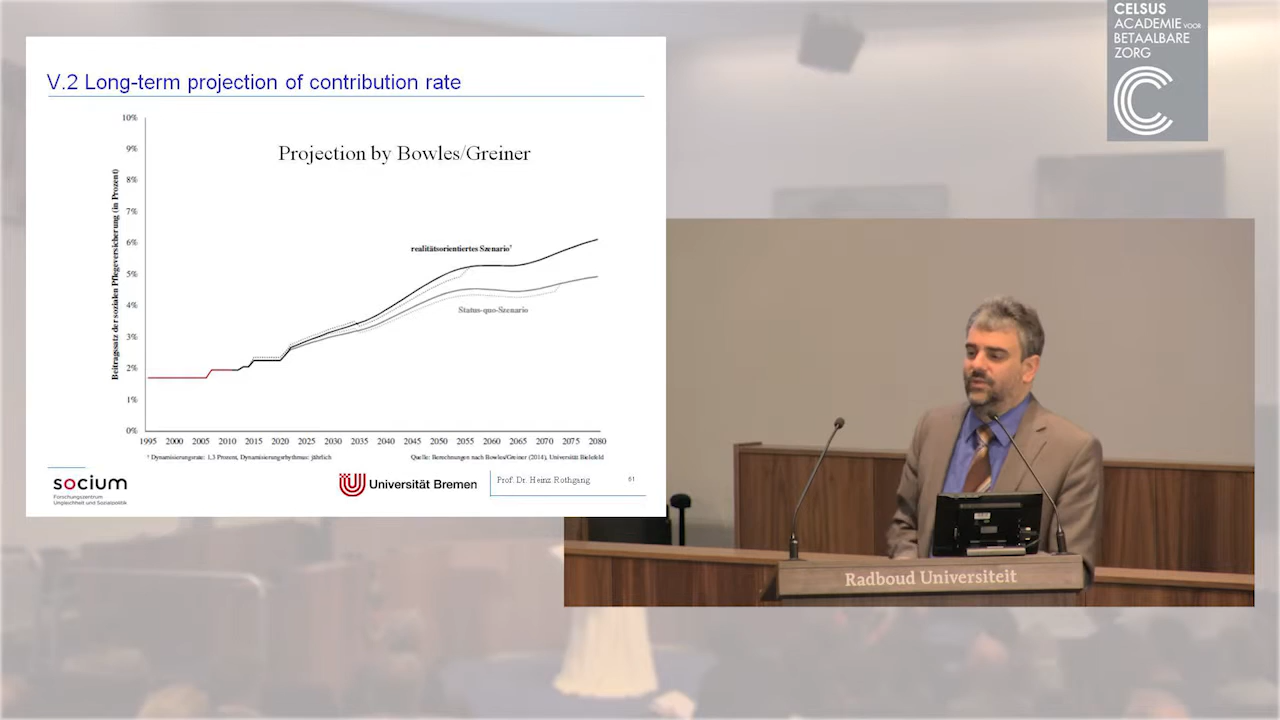 CELSUS
ACADEMIE VOOR
BETAALBARE
ZORG
V.2 Long-term projection of contribution rate
Projection by Bowles/Greiner
Beitragssatz der sozialen Pflegeversicherung (in Prozent)
10%
9%
8%
7%
6%
5%
4%
3%
2%
1%
0%
realitätsorientiertes Szenario¹
Status-quo-Szenario
1995 2000 2005 2010 2015 2020 2025 2030 2035 2040 2045 2050 2055 2060 2065 2070 2075 2080
¹ Dynamisierungsrate: 1,3 Prozent, Dynamisierungsrhythmus: jährlich
Quelle: Berechnungen nach Bowles/Greiner (2014), Universität Bielefeld
socium
Forschungszentrum
Ungleichheit und Sozialpolitik
Universität Bremen
Prof. Dr. Heinz Rothgang
61
Radboud Universiteit